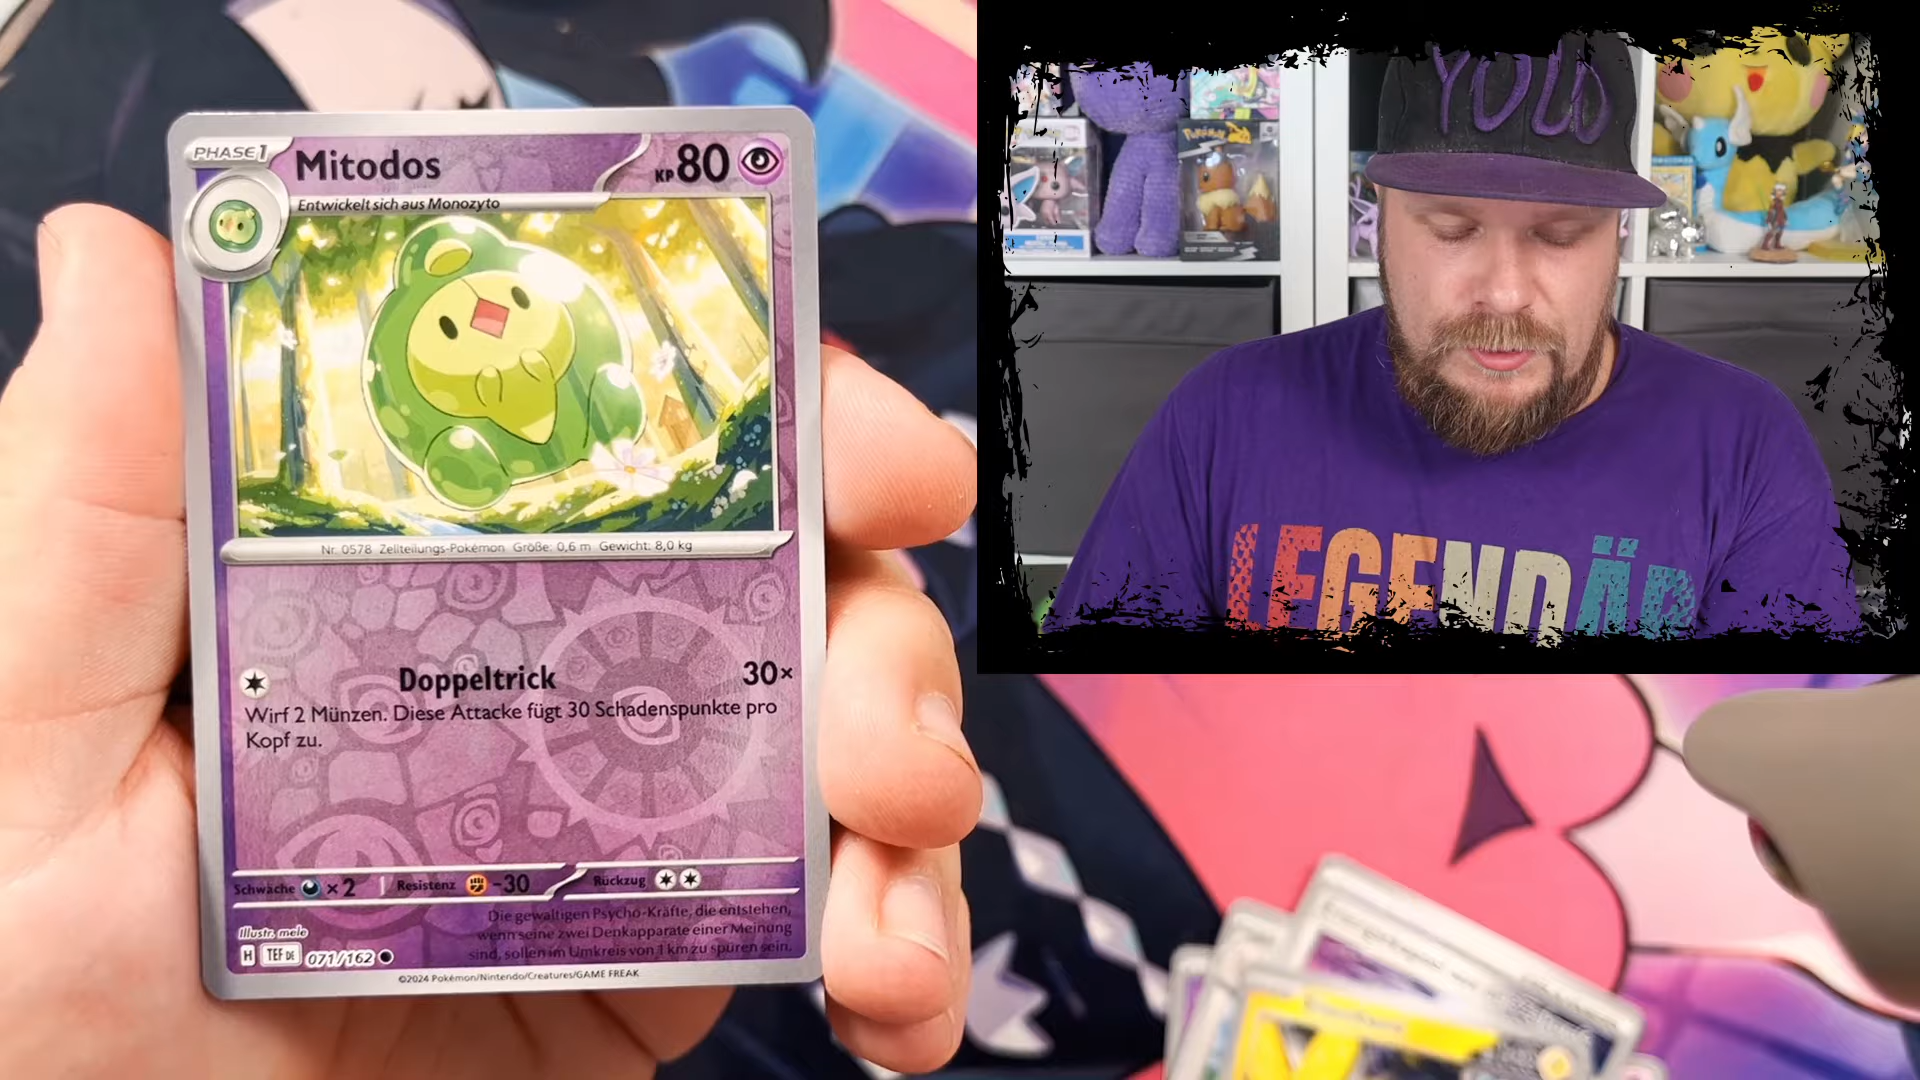 PHASE 1
Mitodos
KP 80
Entwickelt sich aus Monozyto
Nr. 0578 Zellteilungs-Pokémon Größe: 0,6 m Gewicht: 8,0 kg
Doppeltrick 30×
Wirf 2 Münzen. Diese Attacke fügt 30 Schadenspunkte pro
Kopf zu.
Schwäche ×2 Resistenz -30 Rückzug
Die gewaltigen Psycho-Kräfte, die entstehen,
wenn seine zwei Denkapparate einer Meinung
sind, sollen im Umkreis von 1 km zu spüren sein.
Illustr. mele
H TEF DE 071/162
©2024 Pokémon/Nintendo/Creatures/GAME FREAK
YOLO
Pokémon
LEGENDÄR